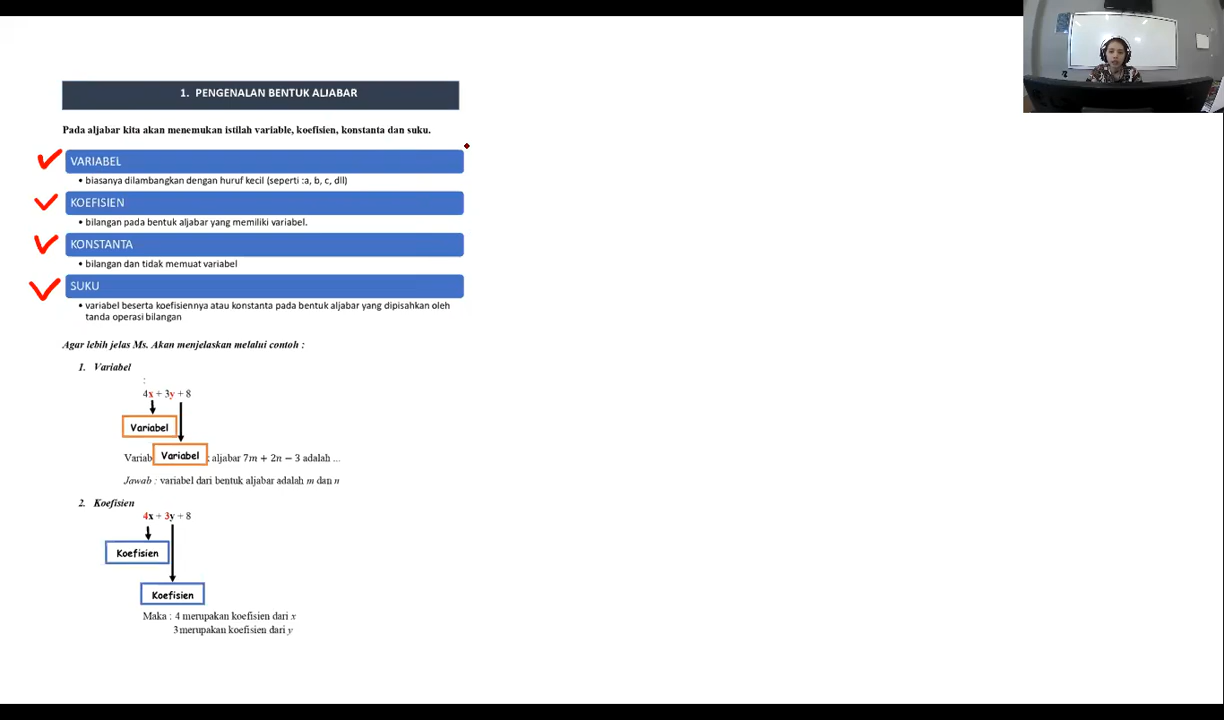 1. PENGENALAN BENTUK ALJABAR
Pada aljabar kita akan menemukan istilah variable, koefisien, konstanta dan suku.
VARIABEL
• biasanya dilambangkan dengan huruf kecil (seperti :a, b, c, dll)
KOEFISIEN
• bilangan pada bentuk aljabar yang memiliki variabel.
KONSTANTA
• bilangan dan tidak memuat variabel
SUKU
• variabel beserta koefisiennya atau konstanta pada bentuk aljabar yang dipisahkan oleh
tanda operasi bilangan
Agar lebih jelas Ms. Akan menjelaskan melalui contoh :
1. Variabel
:
4x + 3y + 8
Variabel
Variab Variabel aljabar 7m + 2n − 3 adalah ...
Jawab : variabel dari bentuk aljabar adalah m dan n
2. Koefisien
4x + 3y + 8
Koefisien
Koefisien
Maka : 4 merupakan koefisien dari x
3 merupakan koefisien dari y